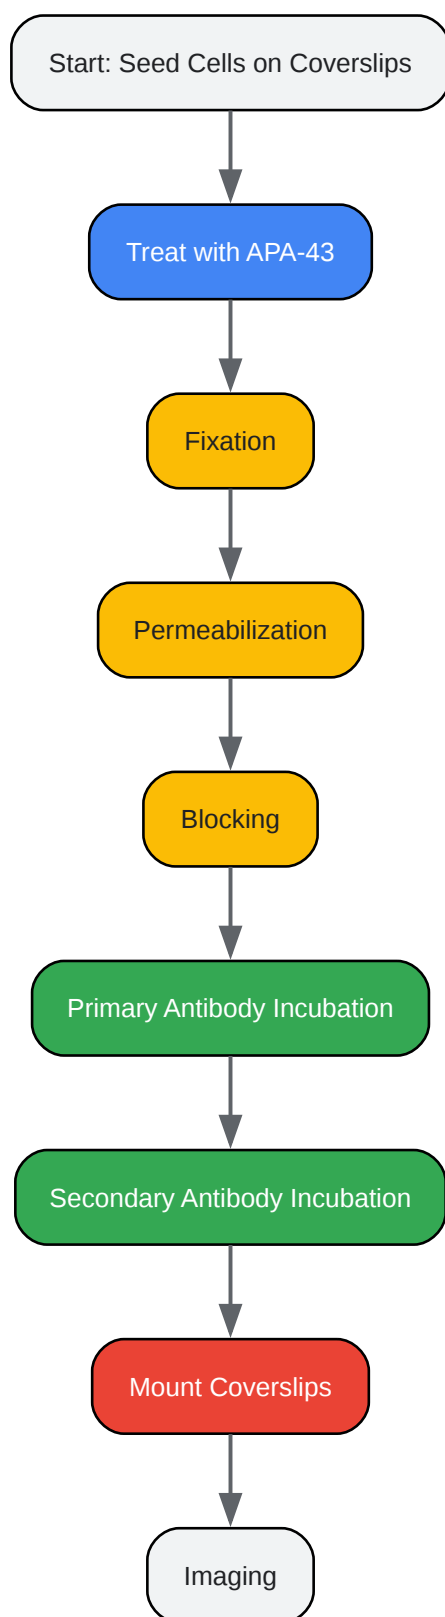 Start: Seed Cells on Coverslips
Treat with APA-43
Fixation
Permeabilization
Blocking
Primary Antibody Incubation
Secondary Antibody Incubation
Mount Coverslips
Imaging